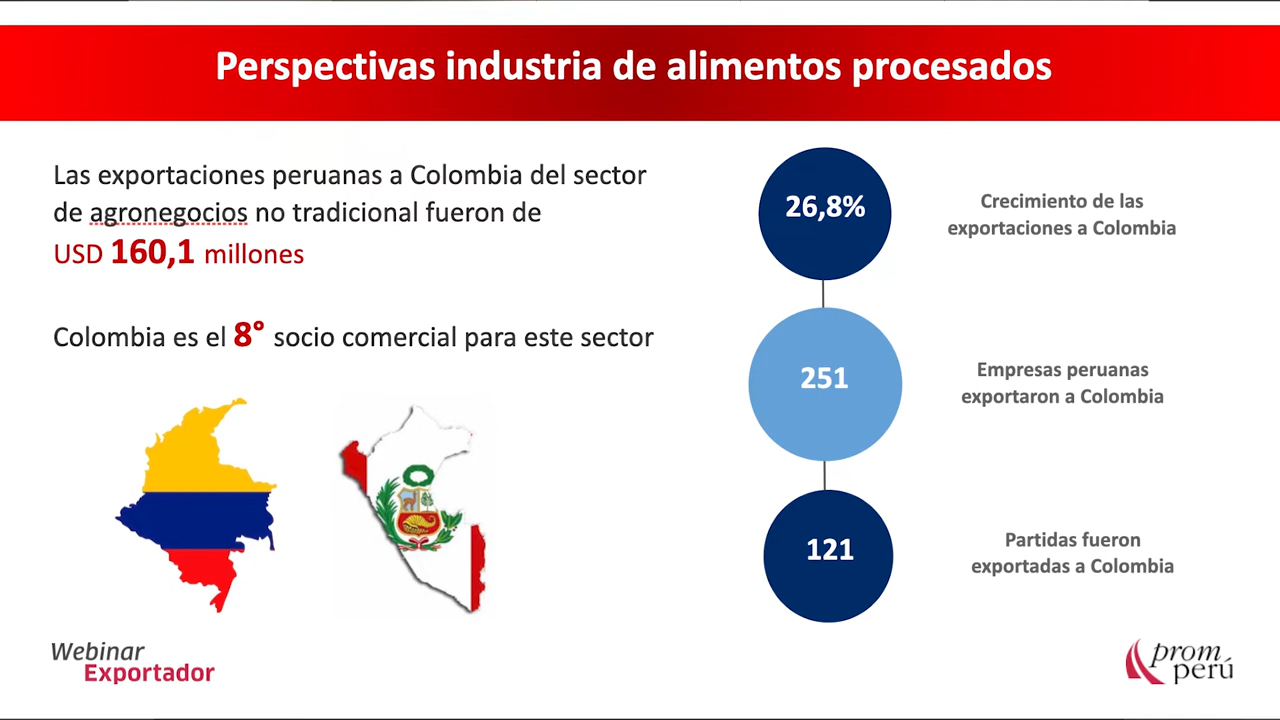 Perspectivas industria de alimentos procesados
Las exportaciones peruanas a Colombia del sector
de agronegocios no tradicional fueron de
USD 160,1 millones
Colombia es el 8° socio comercial para este sector
26,8%
Crecimiento de las
exportaciones a Colombia
251
Empresas peruanas
exportaron a Colombia
121
Partidas fueron
exportadas a Colombia
Webinar
Exportador
prom
perú